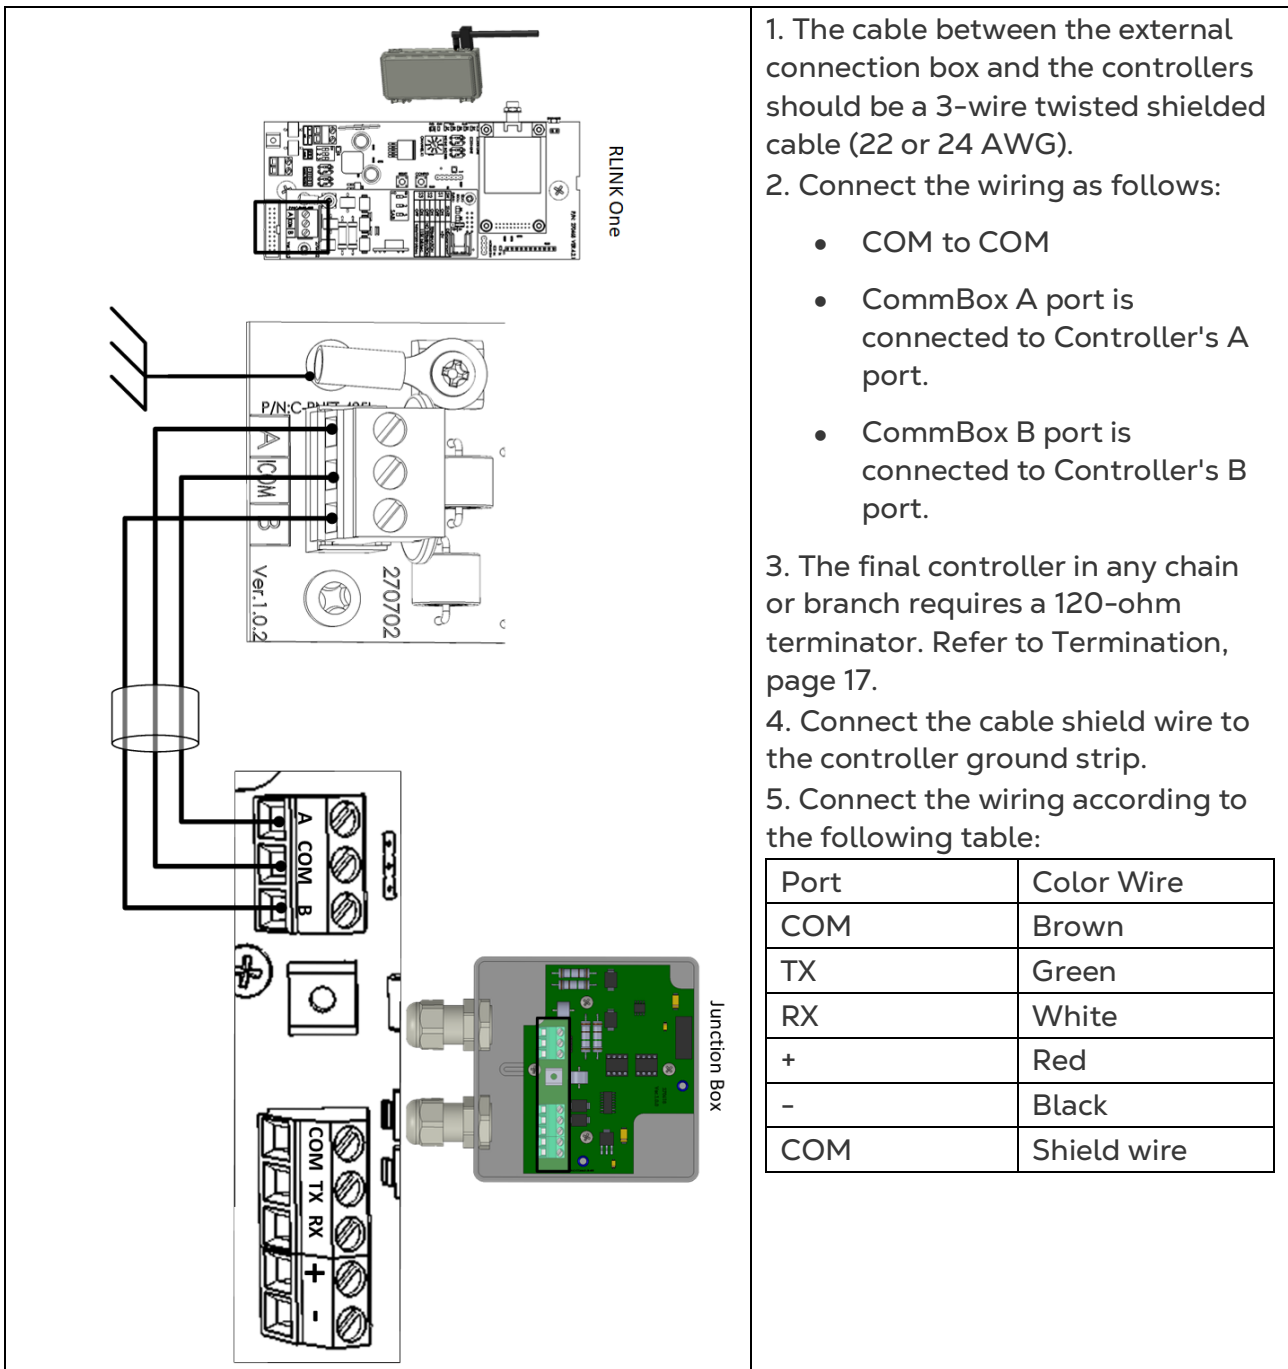 RLINK One
P/N:C-RNET-485I
A
COM
B
Ver.1.0.2
270702
A COM B
Junction Box
COM TX RX + -
1. The cable between the external
connection box and the controllers
should be a 3-wire twisted shielded
cable (22 or 24 AWG).
2. Connect the wiring as follows:
• COM to COM
• CommBox A port is
connected to Controller's A
port.
• CommBox B port is
connected to Controller's B
port.
3. The final controller in any chain
or branch requires a 120-ohm
terminator. Refer to Termination,
page 17.
4. Connect the cable shield wire to
the controller ground strip.
5. Connect the wiring according to
the following table:
Port Color Wire
COM Brown
TX Green
RX White
+ Red
- Black
COM Shield wire